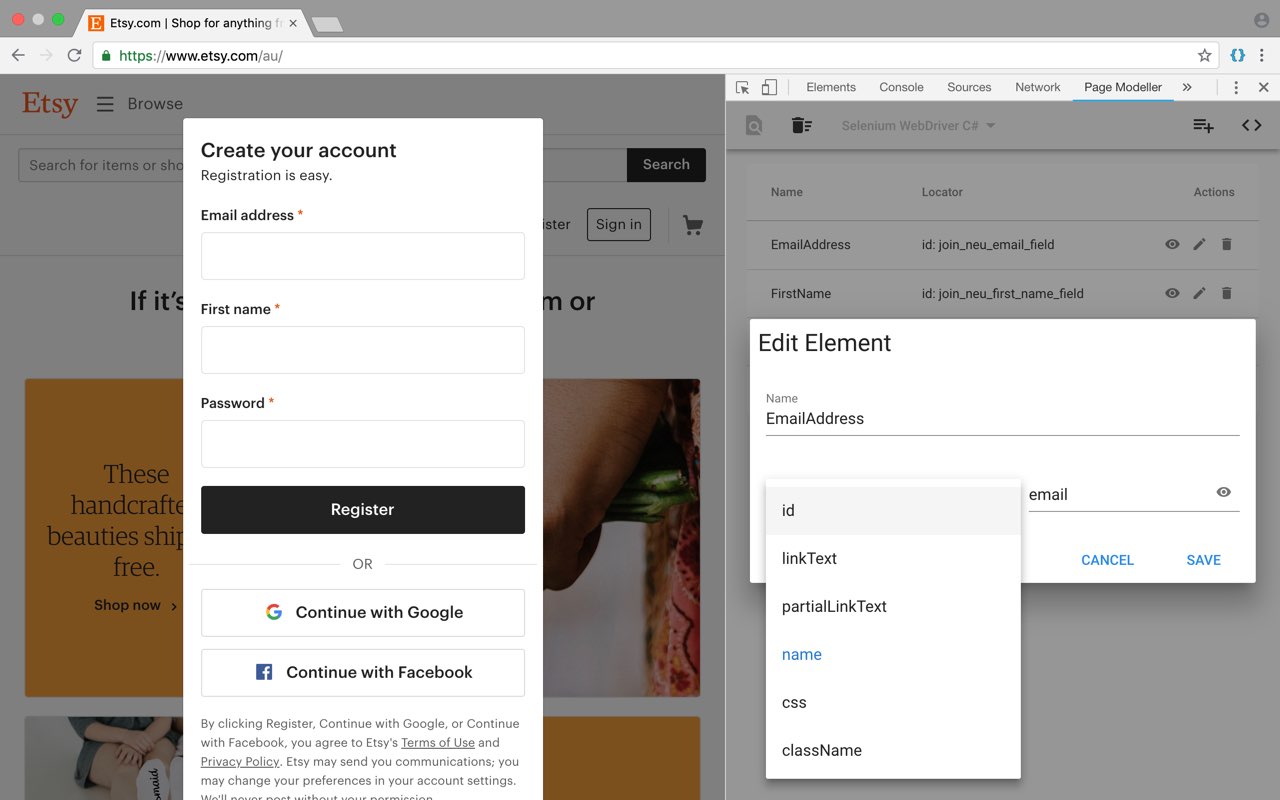 Etsy.com | Shop for anything fr
https://www.etsy.com/au/
Etsy
Browse
Search for items or sho
Search
ister
Sign in
If it's
m or
These
handcrafte
beauties ship
free.
Shop now
Create your account
Registration is easy.
Email address *
First name *
Password *
Register
OR
Continue with Google
Continue with Facebook
By clicking Register, Continue with Google, or Continue
with Facebook, you agree to Etsy's Terms of Use and
Privacy Policy. Etsy may send you communications; you
may change your preferences in your account settings.
We'll never post without your permission.
Elements
Console
Sources
Network
Page Modeller
Selenium WebDriver C#
Name
Locator
Actions
EmailAddress
id: join_neu_email_field
FirstName
id: join_neu_first_name_field
Edit Element
Name
EmailAddress
email
id
linkText
partialLinkText
name
css
className
CANCEL
SAVE